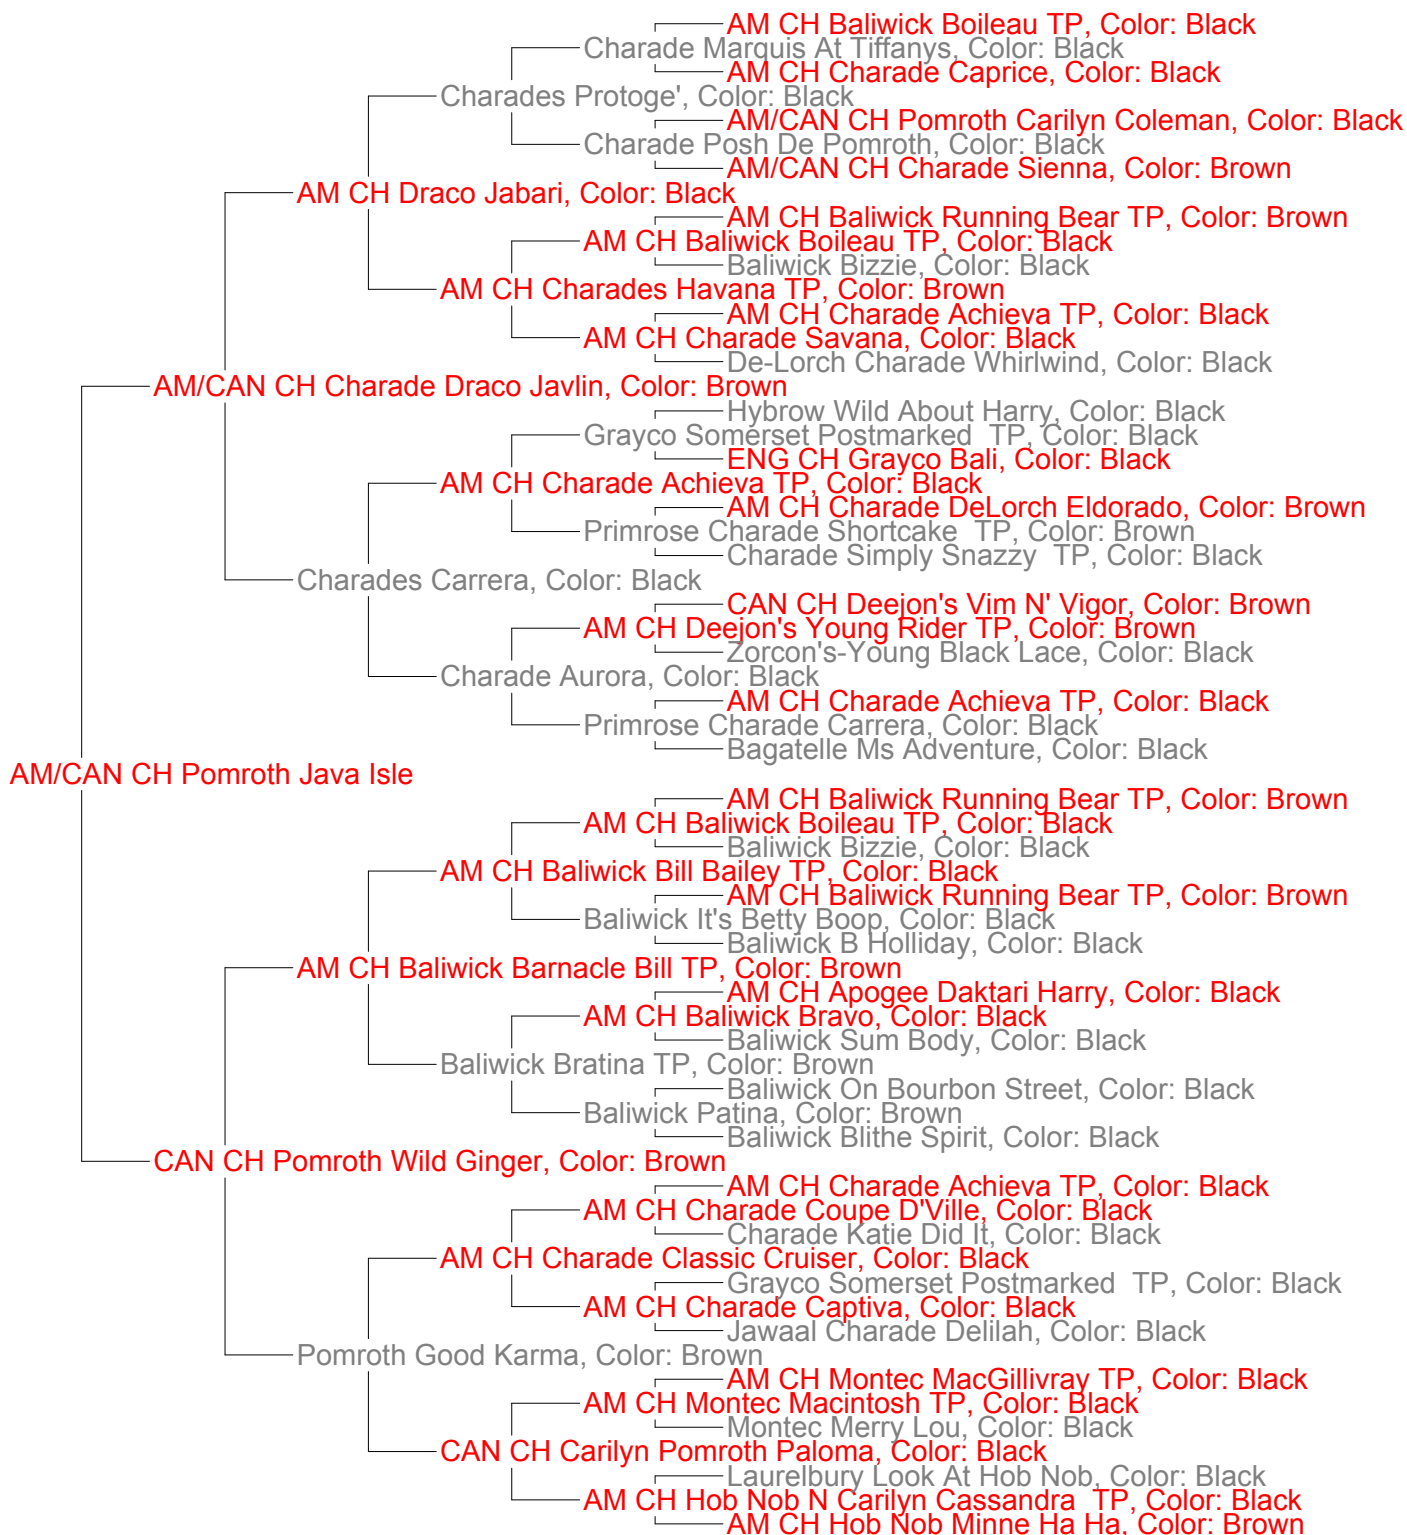 AM CH Baliwick Boileau TP, Color: Black
Charade Marquis At Tiffanys, Color: Black
AM CH Charade Caprice, Color: Black
Charades Protoge', Color: Black
AM/CAN CH Pomroth Carilyn Coleman, Color: Black
Charade Posh De Pomroth, Color: Black
AM/CAN CH Charade Sienna, Color: Brown
AM CH Draco Jabari, Color: Black
AM CH Baliwick Running Bear TP, Color: Brown
AM CH Baliwick Boileau TP, Color: Black
Baliwick Bizzie, Color: Black
AM CH Charades Havana TP, Color: Brown
AM CH Charade Achieva TP, Color: Black
AM CH Charade Savana, Color: Black
De-Lorch Charade Whirlwind, Color: Black
AM/CAN CH Charade Draco Javlin, Color: Brown
Hybrow Wild About Harry, Color: Black
Grayco Somerset Postmarked  TP, Color: Black
ENG CH Grayco Bali, Color: Black
AM CH Charade Achieva TP, Color: Black
AM CH Charade DeLorch Eldorado, Color: Brown
Primrose Charade Shortcake  TP, Color: Brown
Charade Simply Snazzy  TP, Color: Black
Charades Carrera, Color: Black
CAN CH Deejon's Vim N' Vigor, Color: Brown
AM CH Deejon's Young Rider TP, Color: Brown
Zorcon's-Young Black Lace, Color: Black
Charade Aurora, Color: Black
AM CH Charade Achieva TP, Color: Black
Primrose Charade Carrera, Color: Black
Bagatelle Ms Adventure, Color: Black
AM/CAN CH Pomroth Java Isle
AM CH Baliwick Running Bear TP, Color: Brown
AM CH Baliwick Boileau TP, Color: Black
Baliwick Bizzie, Color: Black
AM CH Baliwick Bill Bailey TP, Color: Black
AM CH Baliwick Running Bear TP, Color: Brown
Baliwick It's Betty Boop, Color: Black
Baliwick B Holliday, Color: Black
AM CH Baliwick Barnacle Bill TP, Color: Brown
AM CH Apogee Daktari Harry, Color: Black
AM CH Baliwick Bravo, Color: Black
Baliwick Sum Body, Color: Black
Baliwick Bratina TP, Color: Brown
Baliwick On Bourbon Street, Color: Black
Baliwick Patina, Color: Brown
Baliwick Blithe Spirit, Color: Black
CAN CH Pomroth Wild Ginger, Color: Brown
AM CH Charade Achieva TP, Color: Black
AM CH Charade Coupe D'Ville, Color: Black
Charade Katie Did It, Color: Black
AM CH Charade Classic Cruiser, Color: Black
Grayco Somerset Postmarked  TP, Color: Black
AM CH Charade Captiva, Color: Black
Jawaal Charade Delilah, Color: Black
Pomroth Good Karma, Color: Brown
AM CH Montec MacGillivray TP, Color: Black
AM CH Montec Macintosh TP, Color: Black
Montec Merry Lou, Color: Black
CAN CH Carilyn Pomroth Paloma, Color: Black
Laurelbury Look At Hob Nob, Color: Black
AM CH Hob Nob N Carilyn Cassandra  TP, Color: Black
AM CH Hob Nob Minne Ha Ha, Color: Brown